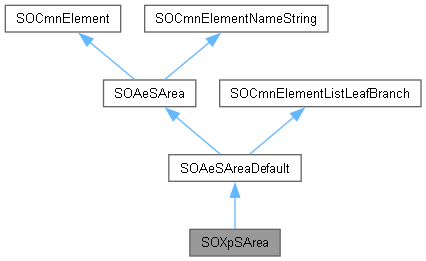 SOCmnElement
SOCmnElementNameString
SOAeSArea
SOCmnElementListLeafBranch
SOAeSAreaDefault
SOXpSArea